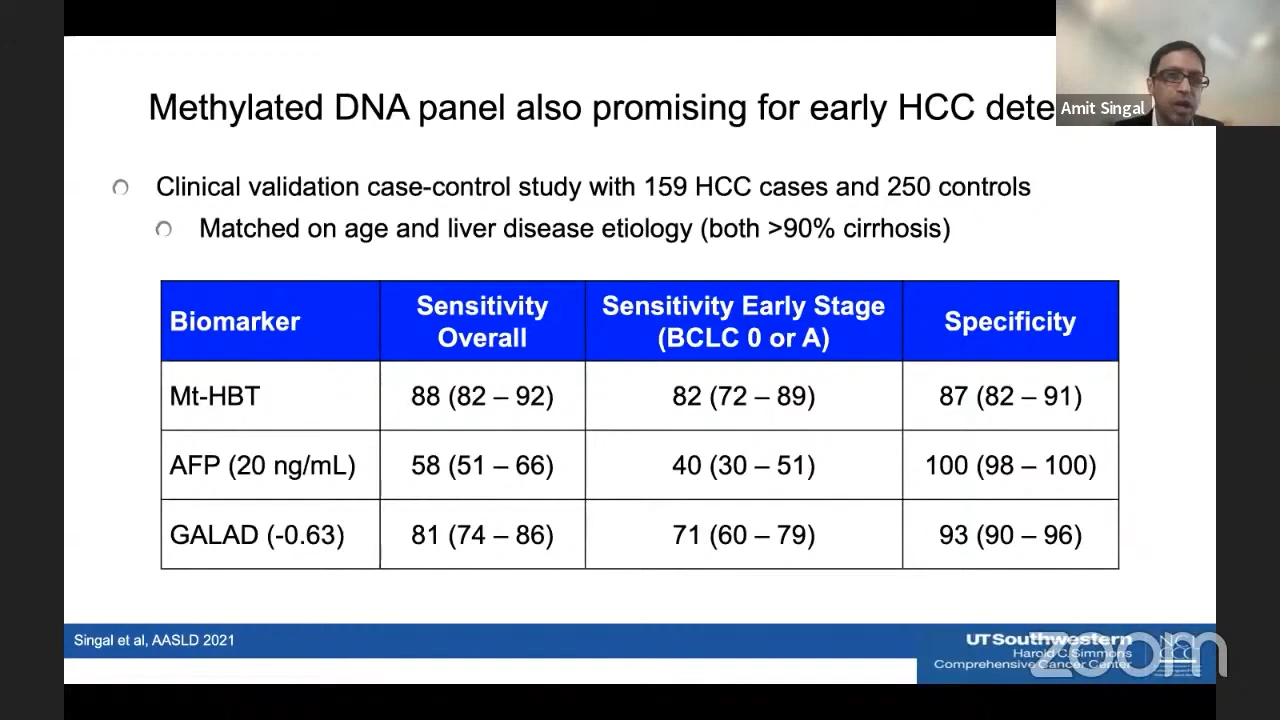 Methylated DNA panel also promising for early HCC dete
Amit Singal
Clinical validation case-control study with 159 HCC cases and 250 controls
Matched on age and liver disease etiology (both >90% cirrhosis)
Biomarker
Sensitivity
Overall
Sensitivity Early Stage
(BCLC 0 or A)
Specificity
Mt-HBT
88 (82 – 92)
82 (72 – 89)
87 (82 – 91)
AFP (20 ng/mL)
58 (51 – 66)
40 (30 – 51)
100 (98 – 100)
GALAD (-0.63)
81 (74 – 86)
71 (60 – 79)
93 (90 – 96)
Singal et al, AASLD 2021
UT Southwestern
Harold C. Simmons
Comprehensive Cancer Center
zoom